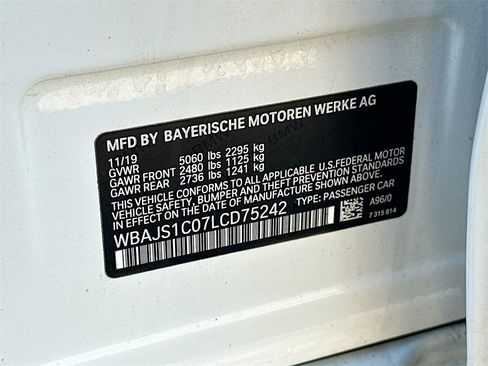 MFD BY BAYERISCHE MOTOREN WERKE AG
11/19 5060 lbs 2295 kg
GVWR
GAWR FRONT 2480 lbs 1125 kg
GAWR REAR 2736 lbs 1241 kg
THIS VEHICLE CONFORMS TO ALL APPLICABLE U.S. FEDERAL MOTOR
VEHICLE SAFETY, BUMPER AND THEFT PREVENTION STANDARDS
IN EFFECT ON THE DATE OF MANUFACTURE SHOWN ABOVE.
WBAJS1C07LCD75242 TYPE: PASSENGER CAR
A96/0
7 315 814